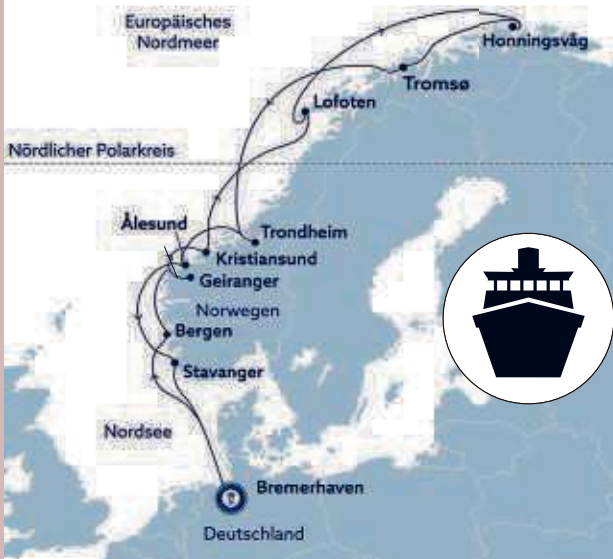 Europäisches
Nordmeer
Honningsvåg
Tromsø
Lofoten
Nördlicher Polarkreis
Ålesund
Trondheim
Kristiansund
Geiranger
Norwegen
Bergen
Stavanger
Nordsee
Bremerhaven
Deutschland